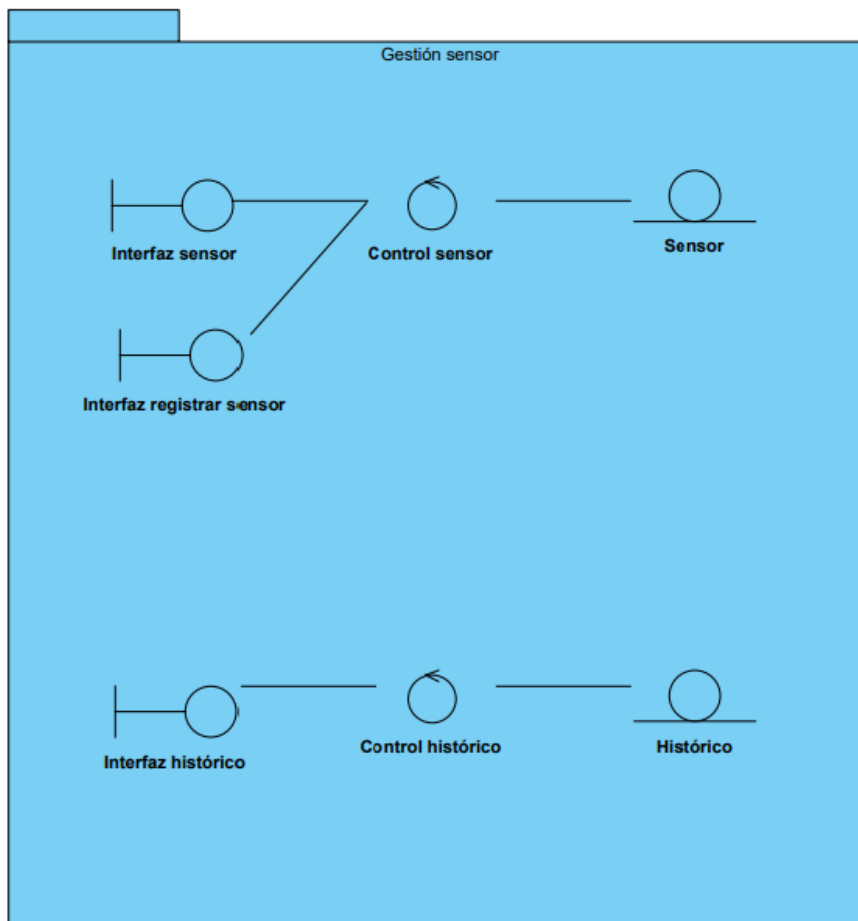 Gestión sensor
Interfaz sensor
Control sensor
Sensor
Interfaz registrar sensor
Interfaz histórico
Control histórico
Histórico